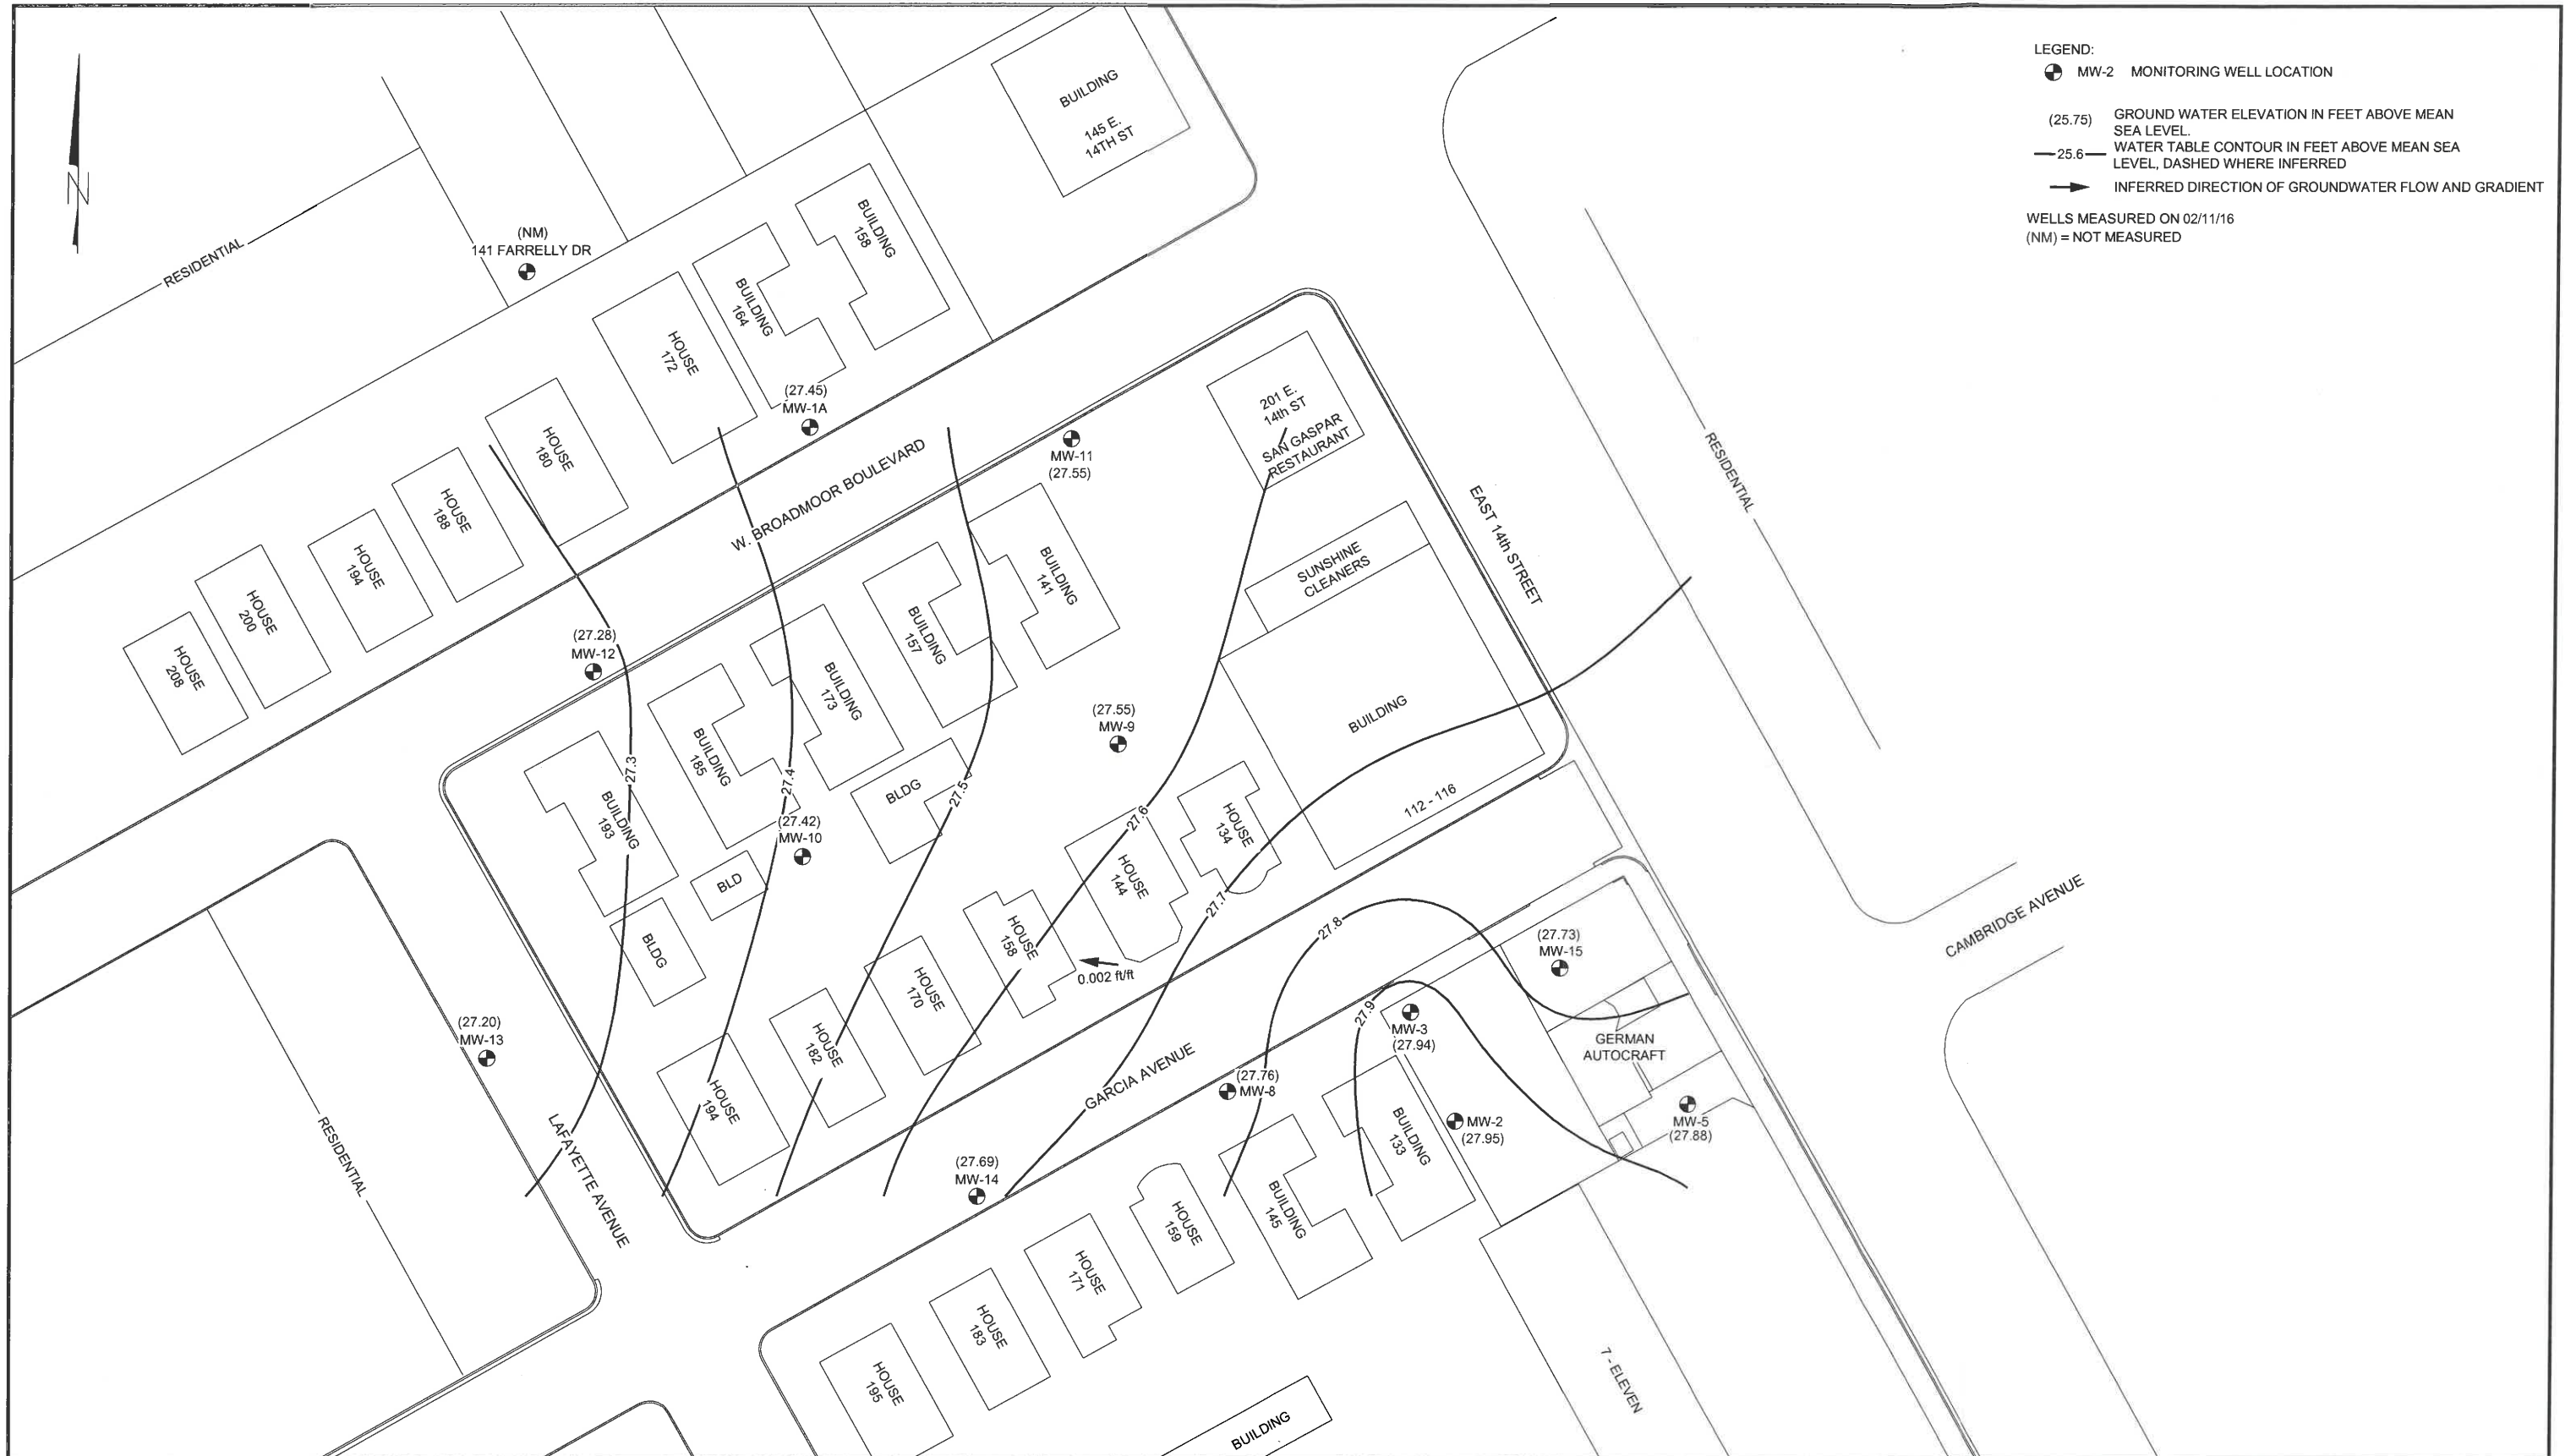 LEGEND:
MW-2 MONITORING WELL LOCATION
(25.75) GROUND WATER ELEVATION IN FEET ABOVE MEAN
SEA LEVEL.
25.6 WATER TABLE CONTOUR IN FEET ABOVE MEAN SEA
LEVEL, DASHED WHERE INFERRED
INFERRED DIRECTION OF GROUNDWATER FLOW AND GRADIENT
WELLS MEASURED ON 02/11/16
(NM) = NOT MEASURED
N
BUILDING
145 E.
14TH ST
RESIDENTIAL
(NM)
141 FARRELLY DR
BUILDING
158
BUILDING
164
HOUSE
172
HOUSE
180
HOUSE
188
HOUSE
194
HOUSE
200
HOUSE
208
(27.45)
MW-1A
W. BROADMOOR BOULEVARD
MW-11
(27.55)
201 E.
14th ST
SAN GASPAR
RESTAURANT
EAST 14th STREET
RESIDENTIAL
SUNSHINE
CLEANERS
BUILDING
112 - 116
BUILDING
141
BUILDING
157
BUILDING
173
BUILDING
185
BUILDING
193
(27.28)
MW-12
(27.55)
MW-9
27.3
27.4
27.5
27.6
27.7
27.8
27.9
BLDG
(27.42)
MW-10
BLD
BLDG
HOUSE
134
HOUSE
144
HOUSE
158
HOUSE
170
HOUSE
182
HOUSE
194
0.002 ft/ft
(27.20)
MW-13
RESIDENTIAL
LAFAYETTE AVENUE
GARCIA AVENUE
CAMBRIDGE AVENUE
(27.73)
MW-15
GERMAN
AUTOCRAFT
MW-3
(27.94)
(27.76)
MW-8
MW-2
(27.95)
MW-5
(27.88)
(27.69)
MW-14
BUILDING
133
BUILDING
145
HOUSE
159
HOUSE
171
HOUSE
183
HOUSE
195
7 - ELEVEN
BUILDING